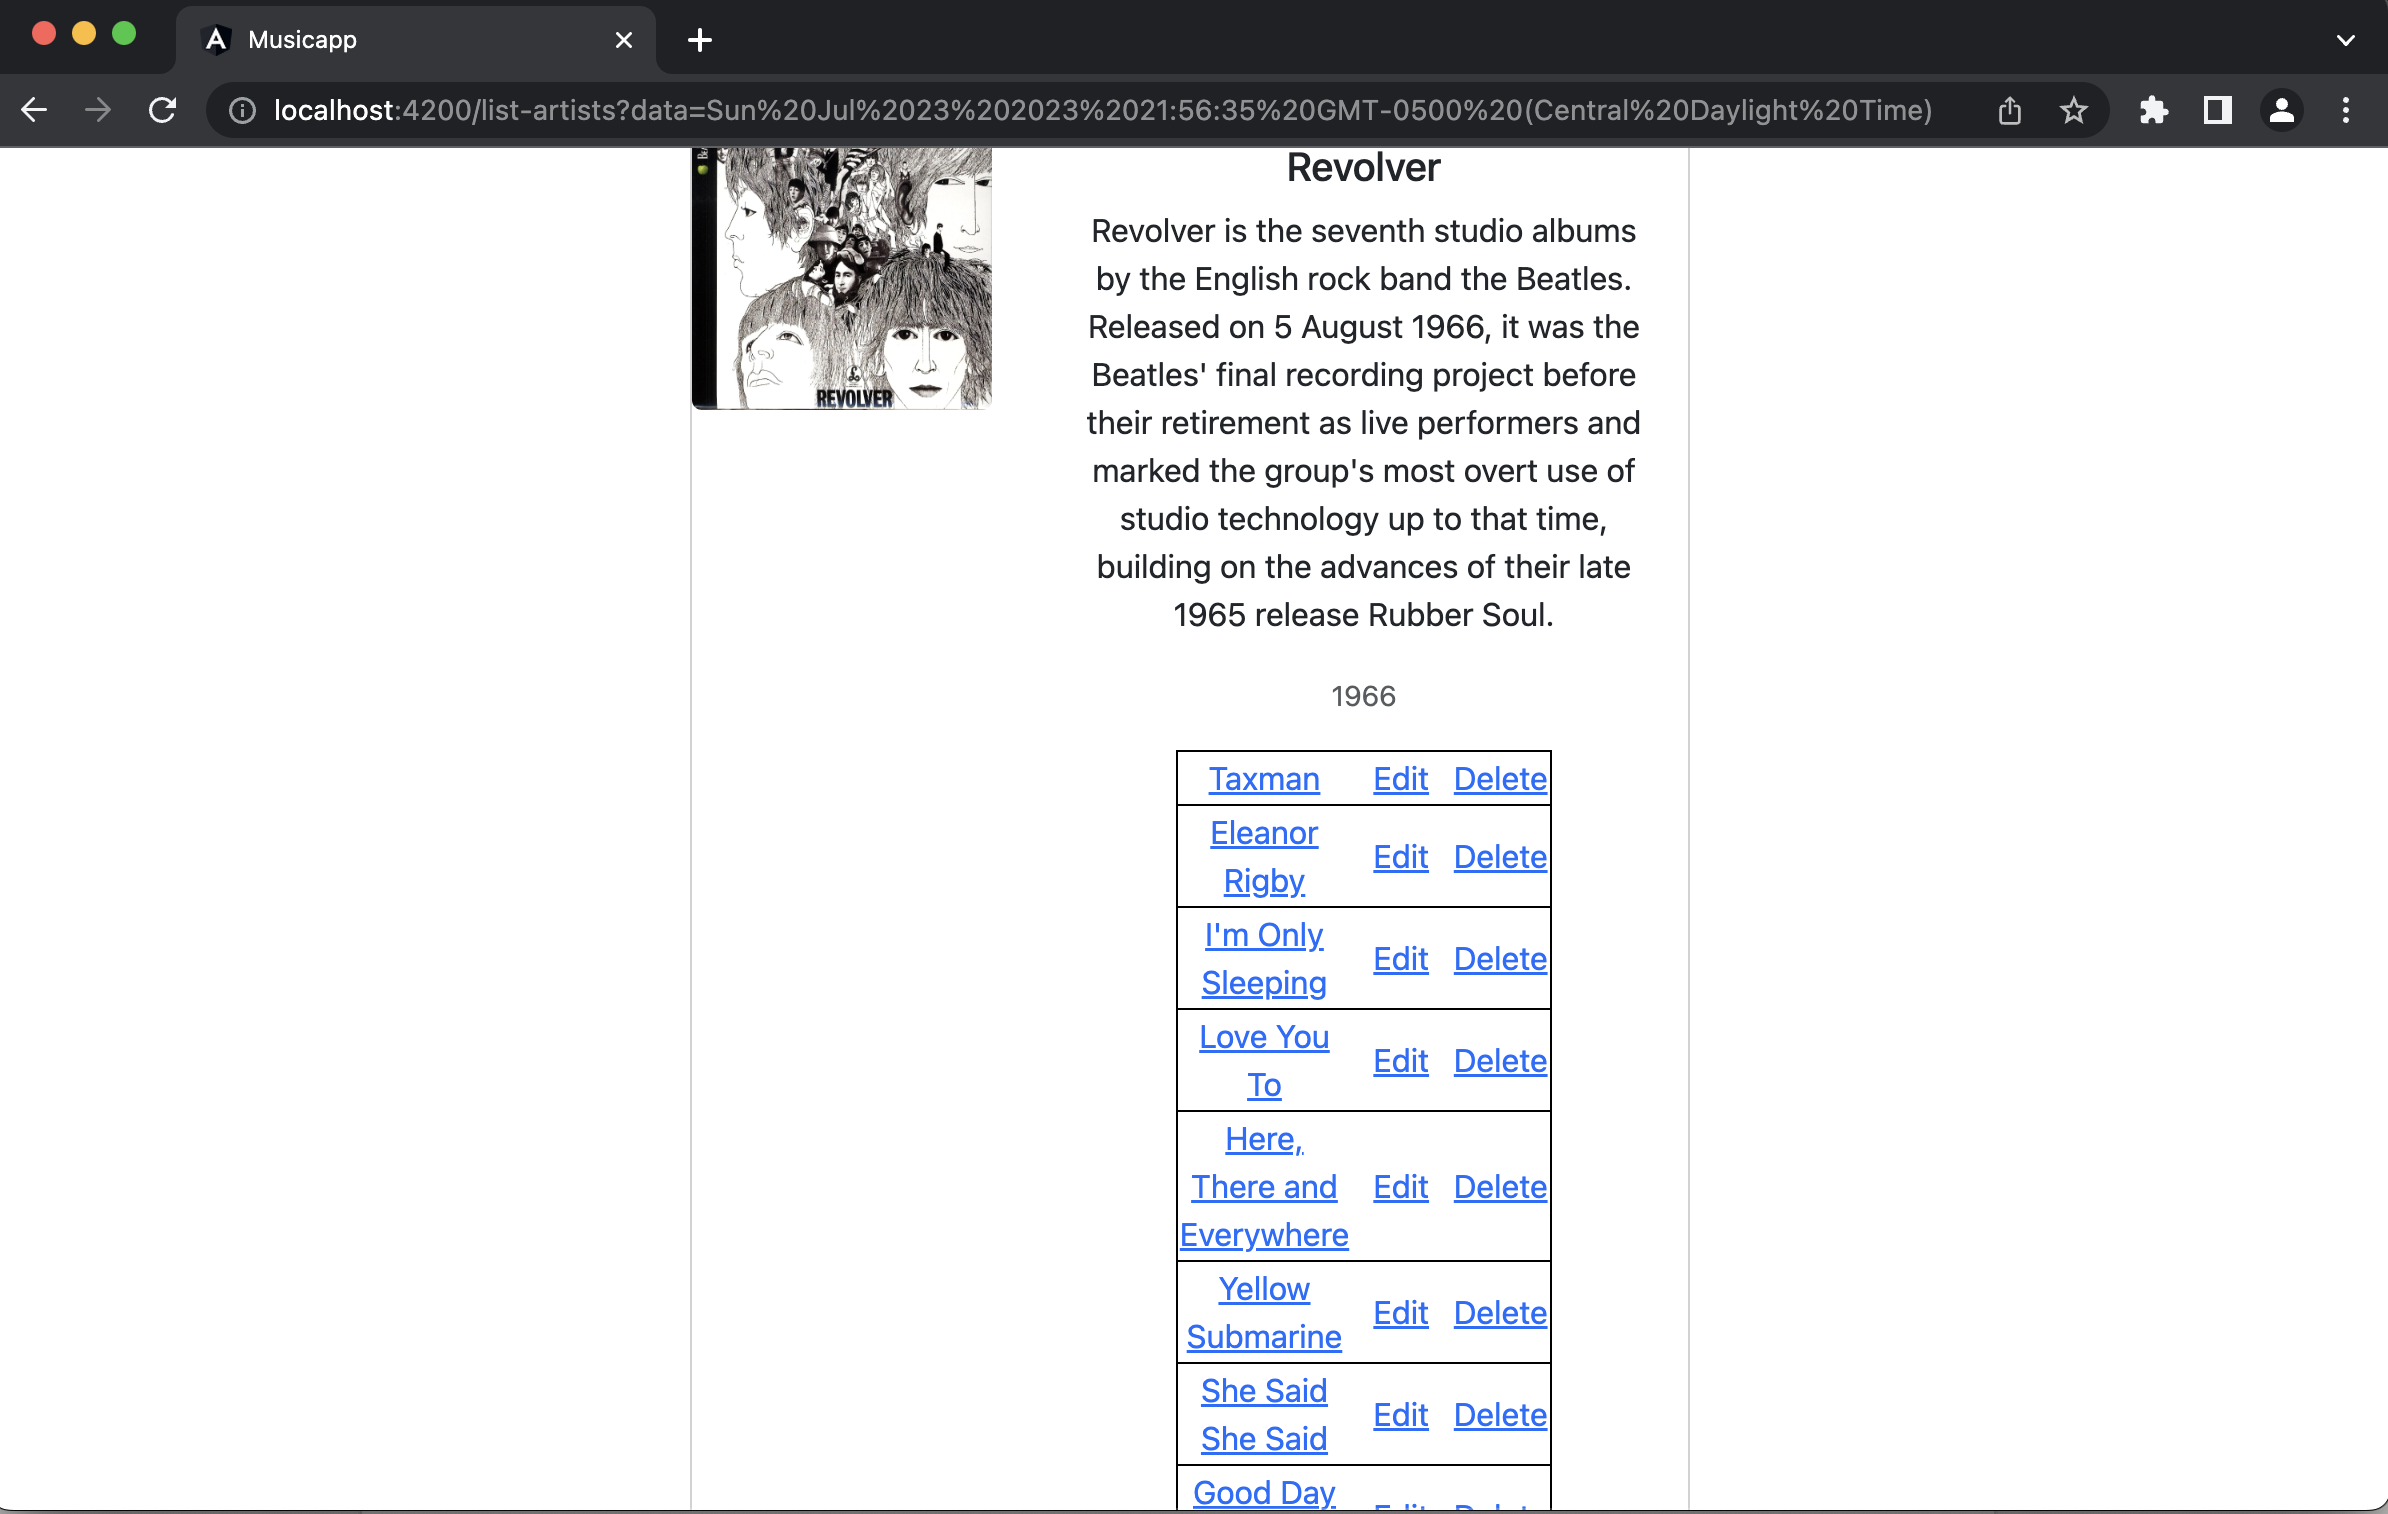 Musicapp
localhost:4200/list-artists?data=Sun%20Jul%2023%202023%2021:56:35%20GMT-0500%20(Central%20Daylight%20Time)
REVOLVER
Revolver
Revolver is the seventh studio albums
by the English rock band the Beatles.
Released on 5 August 1966, it was the
Beatles' final recording project before
their retirement as live performers and
marked the group's most overt use of
studio technology up to that time,
building on the advances of their late
1965 release Rubber Soul.
1966
Taxman Edit Delete
Eleanor
Rigby Edit Delete
I'm Only
Sleeping Edit Delete
Love You
To Edit Delete
Here,
There and Edit Delete
Everywhere
Yellow
Submarine Edit Delete
She Said
She Said Edit Delete
Good Day